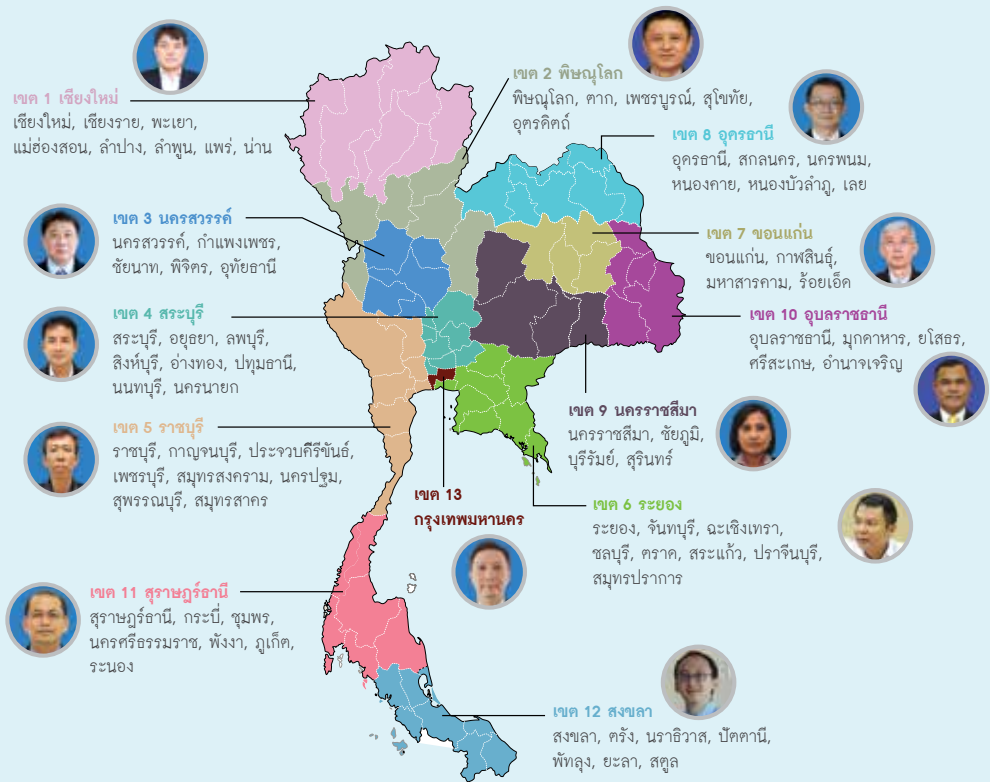 เขต 1 เชียงใหม่
เชียงใหม่, เชียงราย, พะเยา,
แม่ฮ่องสอน, ลำปาง, ลำพูน, แพร่, น่าน
เขต 2 พิษณุโลก
พิษณุโลก, ตาก, เพชรบูรณ์, สุโขทัย,
อุตรดิตถ์
เขต 8 อุดรธานี
อุดรธานี, สกลนคร, นครพนม,
หนองคาย, หนองบัวลำภู, เลย
เขต 3 นครสวรรค์
นครสวรรค์, กำแพงเพชร,
ชัยนาท, พิจิตร, อุทัยธานี
เขต 7 ขอนแก่น
ขอนแก่น, กาฬสินธุ์,
มหาสารคาม, ร้อยเอ็ด
เขต 4 สระบุรี
สระบุรี, อยุธยา, ลพบุรี,
สิงห์บุรี, อ่างทอง, ปทุมธานี,
นนทบุรี, นครนายก
เขต 10 อุบลราชธานี
อุบลราชธานี, มุกดาหาร, ยโสธร,
ศรีสะเกษ, อำนาจเจริญ
เขต 5 ราชบุรี
ราชบุรี, กาญจนบุรี, ประจวบคีรีขันธ์,
เพชรบุรี, สมุทรสงคราม, นครปฐม,
สุพรรณบุรี, สมุทรสาคร
เขต 9 นครราชสีมา
นครราชสีมา, ชัยภูมิ,
บุรีรัมย์, สุรินทร์
เขต 13
กรุงเทพมหานคร
เขต 6 ระยอง
ระยอง, จันทบุรี, ฉะเชิงเทรา,
ชลบุรี, ตราด, สระแก้ว, ปราจีนบุรี,
สมุทรปราการ
เขต 11 สุราษฎร์ธานี
สุราษฎร์ธานี, กระบี่, ชุมพร,
นครศรีธรรมราช, พังงา, ภูเก็ต,
ระนอง
เขต 12 สงขลา
สงขลา, ตรัง, นราธิวาส, ปัตตานี,
พัทลุง, ยะลา, สตูล